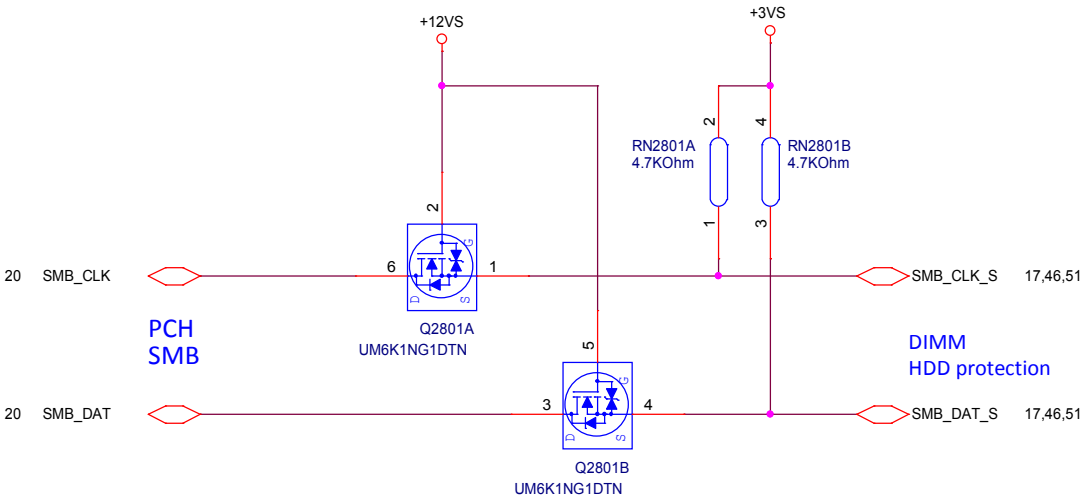 +12VS
+3VS
2
4
RN2801A
4.7KOhm
RN2801B
4.7KOhm
2
1
3
G
20 SMB_CLK
6
1
SMB_CLK_S 17,46,51
D
S
Q2801A
UM6K1NG1DTN
PCH
SMB
DIMM
HDD protection
5
G
20 SMB_DAT
3
4
SMB_DAT_S 17,46,51
D
S
Q2801B
UM6K1NG1DTN